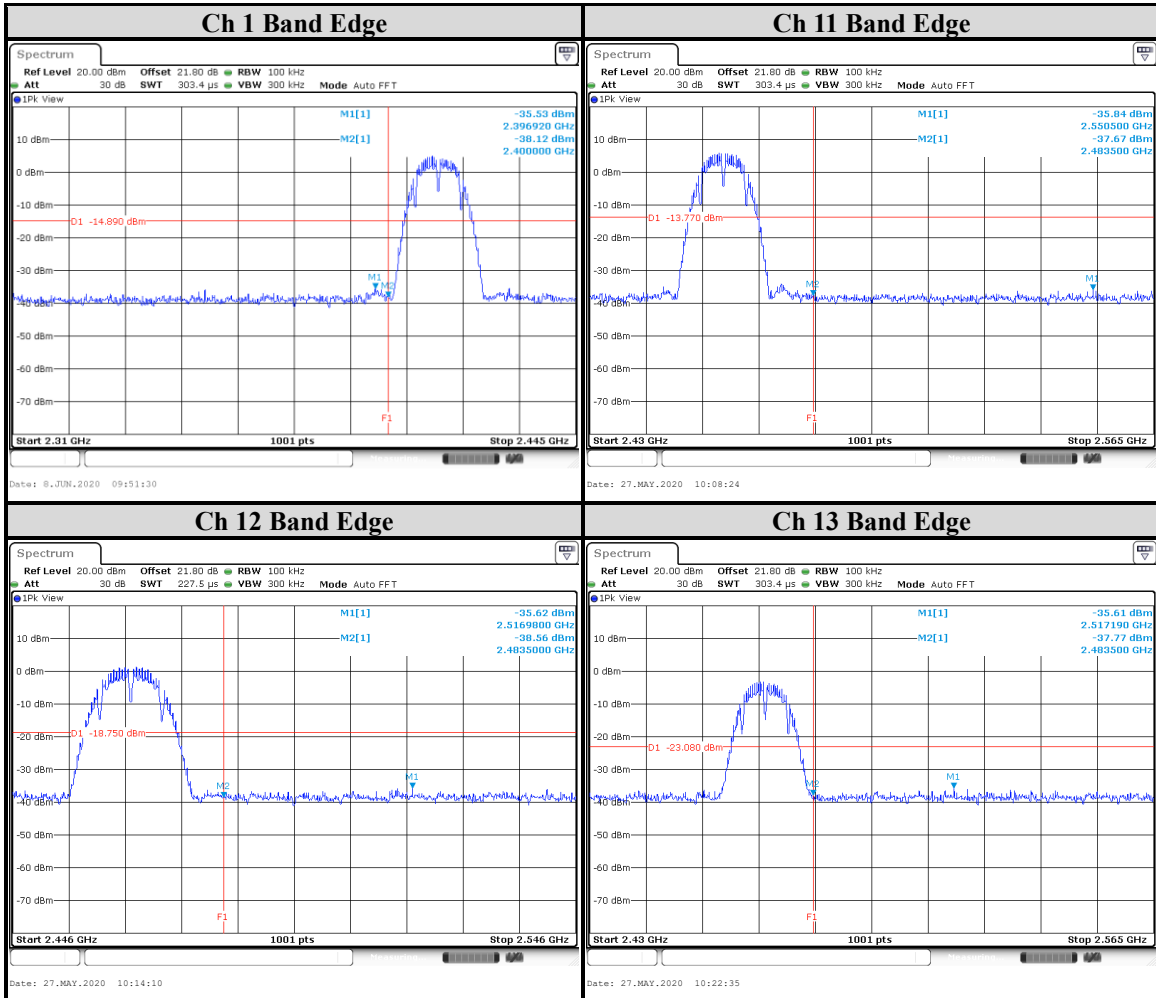 Ch 1 Band Edge
Spectrum
Ref Level 20.00 dBm Offset 21.80 dB RBW 100 kHz
Att 30 dB SWT 303.4 µs VBW 300 kHz Mode Auto FFT
1Pk View
M1[1] -35.53 dBm
2.396920 GHz
10 dBm M2[1] -38.12 dBm
2.400000 GHz
0 dBm
-10 dBm
D1 -14.890 dBm
-20 dBm
-30 dBm
M1
M2
-40 dBm
-50 dBm
-60 dBm
-70 dBm
F1
Start 2.31 GHz 1001 pts Stop 2.445 GHz
Measuring
Date: 8.JUN.2020 09:51:30
Ch 11 Band Edge
Spectrum
Ref Level 20.00 dBm Offset 21.80 dB RBW 100 kHz
Att 30 dB SWT 303.4 µs VBW 300 kHz Mode Auto FFT
1Pk View
M1[1] -35.84 dBm
2.550500 GHz
10 dBm M2[1] -37.67 dBm
2.483500 GHz
0 dBm
-10 dBm
D1 -13.770 dBm
-20 dBm
-30 dBm
M2 M1
-40 dBm
-50 dBm
-60 dBm
-70 dBm
F1
Start 2.43 GHz 1001 pts Stop 2.565 GHz
Measuring
Date: 27.MAY.2020 10:08:24
Ch 12 Band Edge
Spectrum
Ref Level 20.00 dBm Offset 21.80 dB RBW 100 kHz
Att 30 dB SWT 227.5 µs VBW 300 kHz Mode Auto FFT
1Pk View
M1[1] -35.62 dBm
2.5169800 GHz
10 dBm M2[1] -38.56 dBm
2.4835000 GHz
0 dBm
-10 dBm
D1 -18.750 dBm
-20 dBm
-30 dBm
M2 M1
-40 dBm
-50 dBm
-60 dBm
-70 dBm
F1
Start 2.446 GHz 1001 pts Stop 2.546 GHz
Measuring
Date: 27.MAY.2020 10:14:10
Ch 13 Band Edge
Spectrum
Ref Level 20.00 dBm Offset 21.80 dB RBW 100 kHz
Att 30 dB SWT 303.4 µs VBW 300 kHz Mode Auto FFT
1Pk View
M1[1] -35.61 dBm
2.517190 GHz
10 dBm M2[1] -37.77 dBm
2.483500 GHz
0 dBm
-10 dBm
-20 dBm
D1 -23.080 dBm
-30 dBm
M2 M1
-40 dBm
-50 dBm
-60 dBm
-70 dBm
F1
Start 2.43 GHz 1001 pts Stop 2.565 GHz
Measuring
Date: 27.MAY.2020 10:22:35